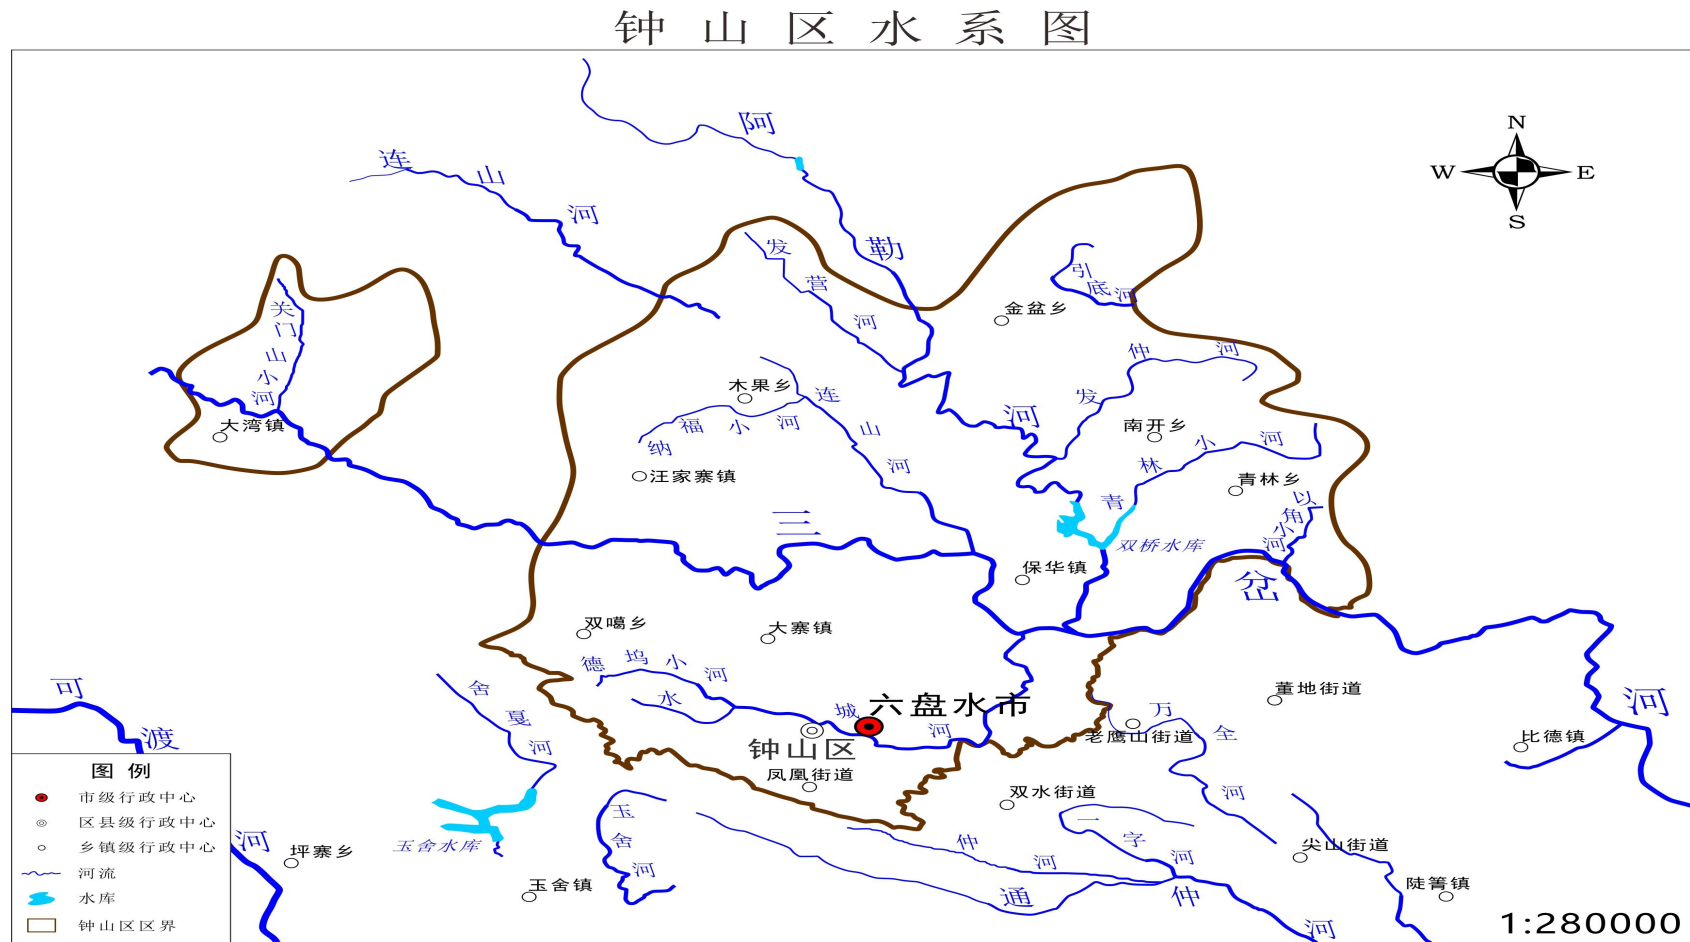 钟山区水系图
阿勒河
连山河
N
W
E
S
发营河
引底河
金盆乡
关门山小河
大湾镇
木果乡
连山河
纳福小河
汪家寨镇
发仲河
南开乡
青林小河
青林乡
以角小河
双桥水库
三岔河
保华镇
双嘎乡
大寨镇
德坞小河
水城河
六盘水市
钟山区
凤凰街道
舍戛河
玉舍水库
玉舍河
玉舍镇
坪寨乡
可渡河
董地街道
万全河
老鹰山街道
比德镇
双水街道
一字河
仲河
通仲河
尖山街道
陡箐镇
图例
市级行政中心
区县级行政中心
乡镇级行政中心
河流
水库
钟山区区界
1:280000